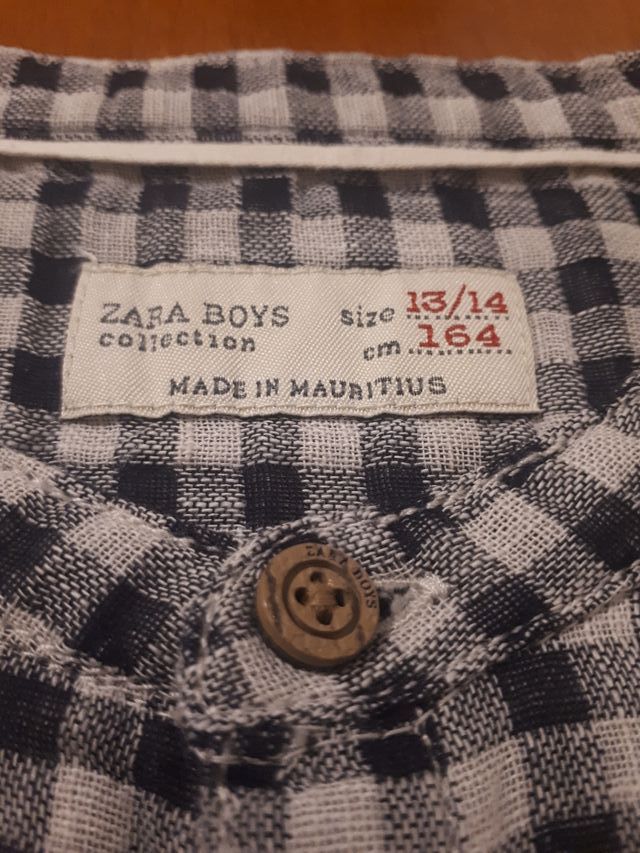 ZARA BOYS size 13/14
collection cm 164
MADE IN MAURITIUS
ZARA BOYS